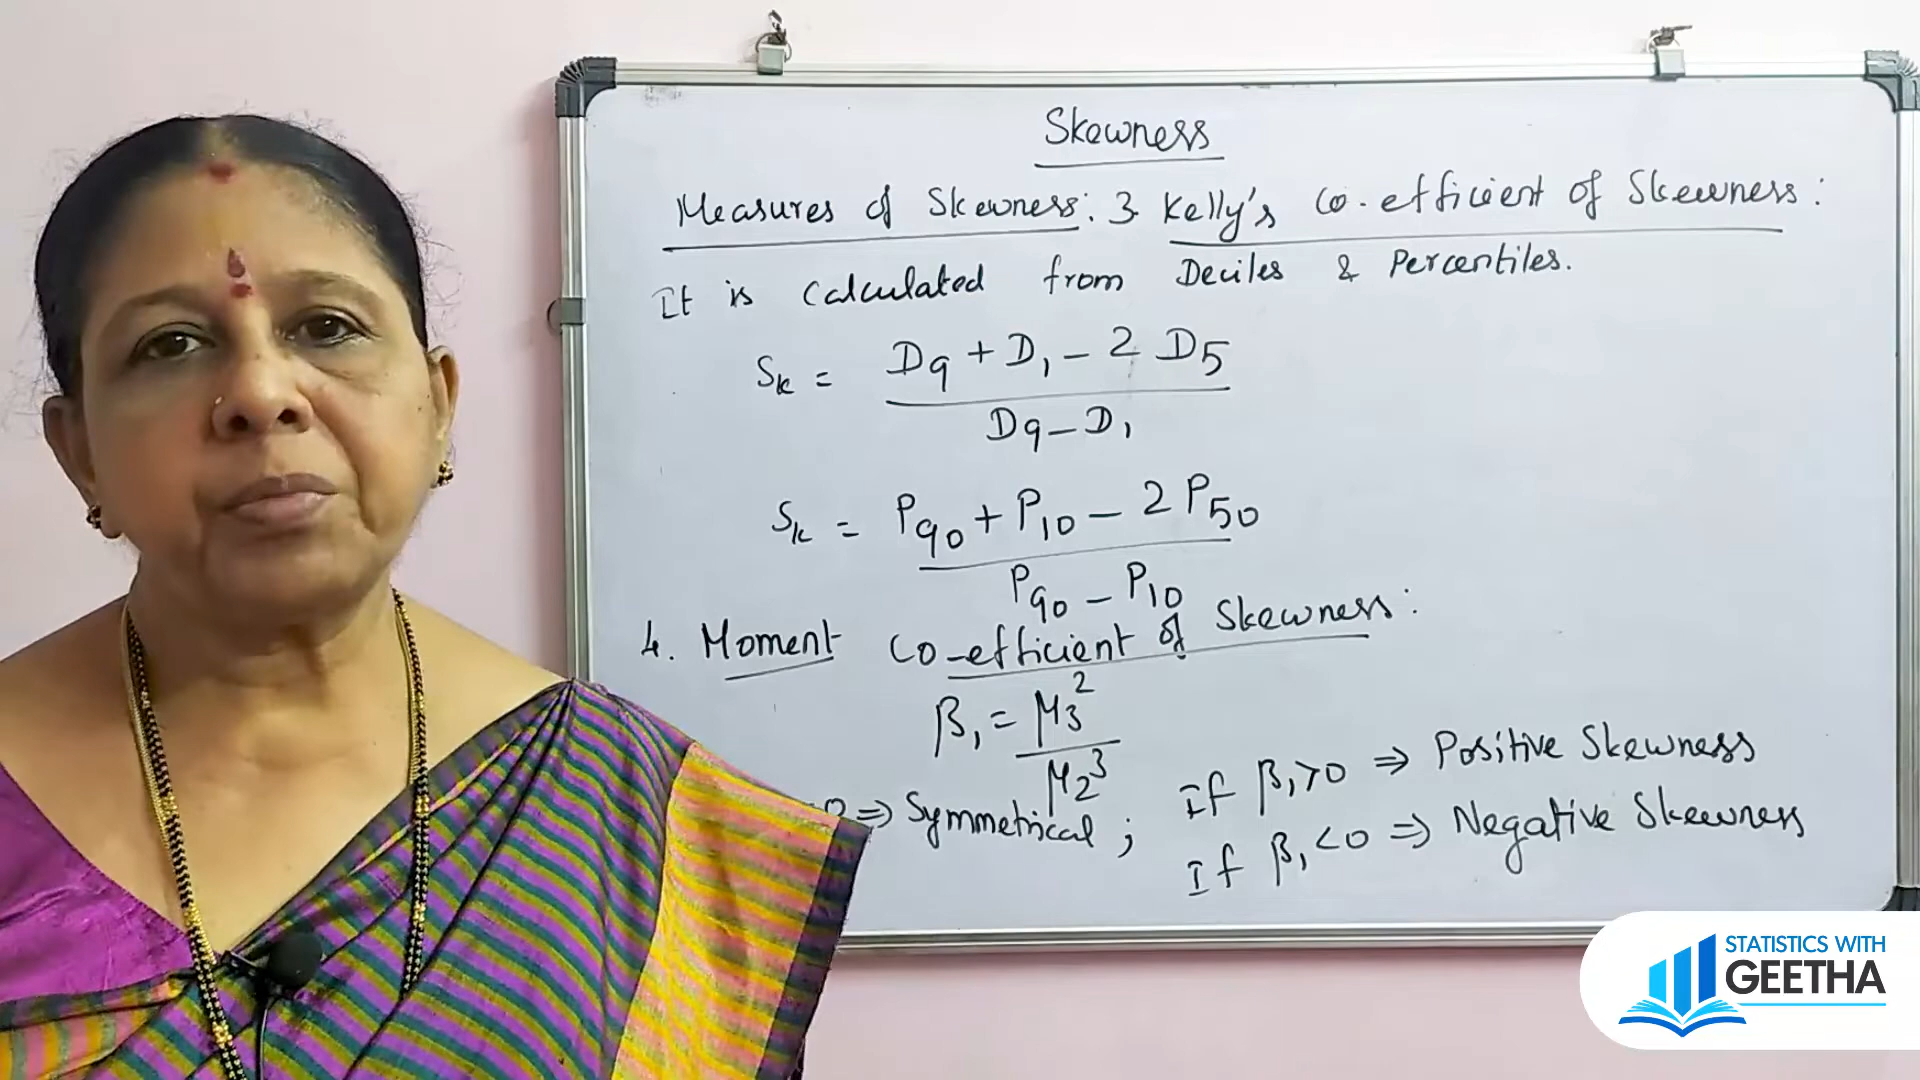 Skewness
Measures of Skewness: 3. Kelly's Co-efficient of Skewness:
It is Calculated from Deciles & Percentiles.
Sk = D9 + D1 - 2 D5
D9 - D1
Sk = P90 + P10 - 2 P50
P90 - P10
4. Moment Co-efficient of Skewness:
β1 = μ3²
μ2³
0 ⇒ Symmetrical ;
If β1 > 0 ⇒ Positive Skewness
If β1 < 0 ⇒ Negative Skewness
STATISTICS WITH
GEETHA